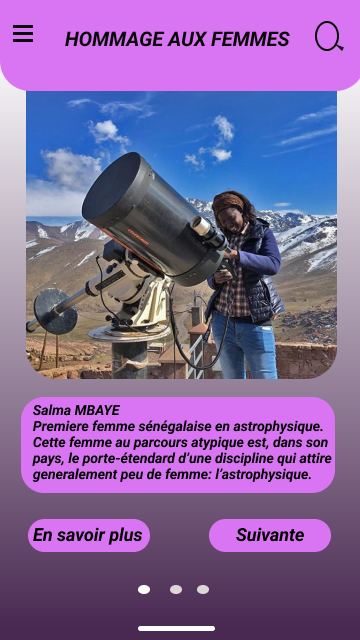 HOMMAGE AUX FEMMES
Salma MBAYE
Premiere femme sénégalaise en astrophysique.
Cette femme au parcours atypique est, dans son
pays, le porte-étendard d'une discipline qui attire
generalement peu de femme: l'astrophysique.
En savoir plus
Suivante